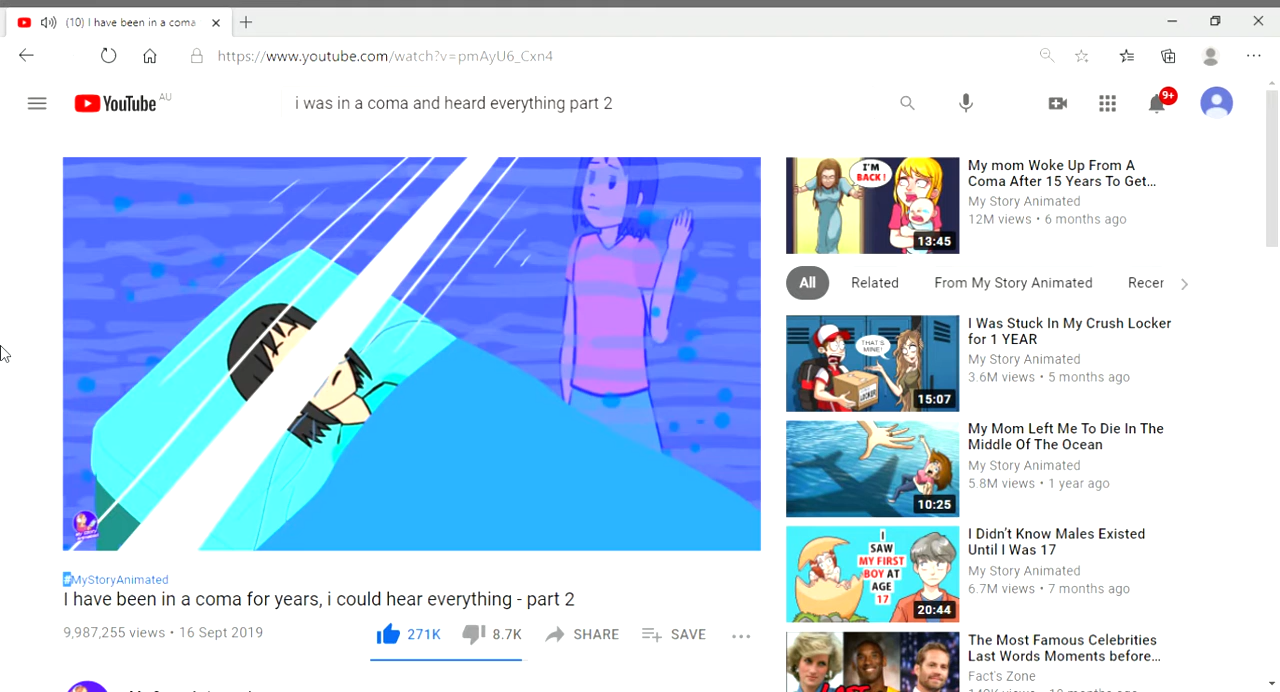 (10) I have been in a coma
https://www.youtube.com/watch?v=pmAyU6_Cxn4
YouTube AU
i was in a coma and heard everything part 2
9+
I'M BACK!
13:45
My mom Woke Up From A
Coma After 15 Years To Get...
My Story Animated
12M views • 6 months ago
All Related From My Story Animated Recer
THAT'S MINE!
LOCKER
15:07
I Was Stuck In My Crush Locker
for 1 YEAR
My Story Animated
3.6M views • 5 months ago
10:25
My Mom Left Me To Die In The
Middle Of The Ocean
My Story Animated
5.8M views • 1 year ago
I
SAW
MY FIRST
BOY AT
AGE
17
20:44
I Didn't Know Males Existed
Until I Was 17
My Story Animated
6.7M views • 7 months ago
The Most Famous Celebrities
Last Words Moments before...
Fact's Zone
#MyStoryAnimated
I have been in a coma for years, i could hear everything - part 2
9,987,255 views • 16 Sept 2019
271K 8.7K SHARE SAVE